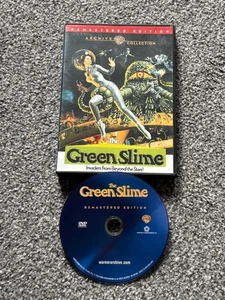 REMASTERED EDITION
ARCHIVE COLLECTION
The
Green Slime
Invaders from Beyond the Stars!
The
Green Slime
REMASTERED EDITION
DVD
warnerarchive.com